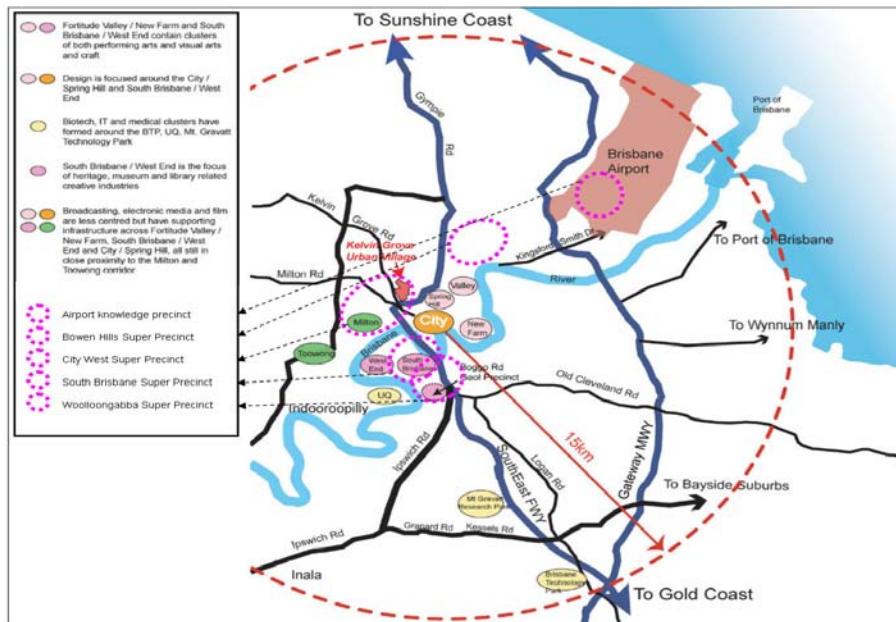 Fortitude Valley / New Farm and South
Brisbane / West End contain clusters
of both performing arts and visual arts
and craft
Design is focused around the City /
Spring Hill and South Brisbane / West
End
Biotech, IT and medical clusters have
formed around the BTP, UQ, Mt. Gravatt
Technology Park
South Brisbane / West End is the focus
of heritage, museum and library related
creative industries
Broadcasting, electronic media and film
are less centred but have supporting
infrastructure across Fortitude Valley /
New Farm, South Brisbane / West
End and City / Spring Hill, all still in
close proximity to the Milton and
Toowong corridor
Airport knowledge precinct
Bowen Hills Super Precinct
City West Super Precinct
South Brisbane Super Precinct
Woolloongabba Super Precinct
To Sunshine Coast
Gympie
Rd
Port of
Brisbane
Brisbane
Airport
Kelvin
Grove Rd
Kelvin Grove
Urban Village
Kingsford Smith Dr
To Port of Brisbane
Milton Rd
River
Valley
Spring
Hill
City
New
Farm
Milton
Toowong
Brisbane
To Wynnum Manly
West
End
South
Brisbane
Boggo Rd
Gaol Precinct
UQ
Indooroopilly
Old Cleveland Rd
15km
Ipswich Rd
SouthEast FWY
Logan Rd
Gateway MWY
To Bayside Suburbs
Mt Gravatt
Research Park
Granard Rd
Kessels Rd
Ipswich Rd
Inala
Brisbane
Technology
Park
To Gold Coast